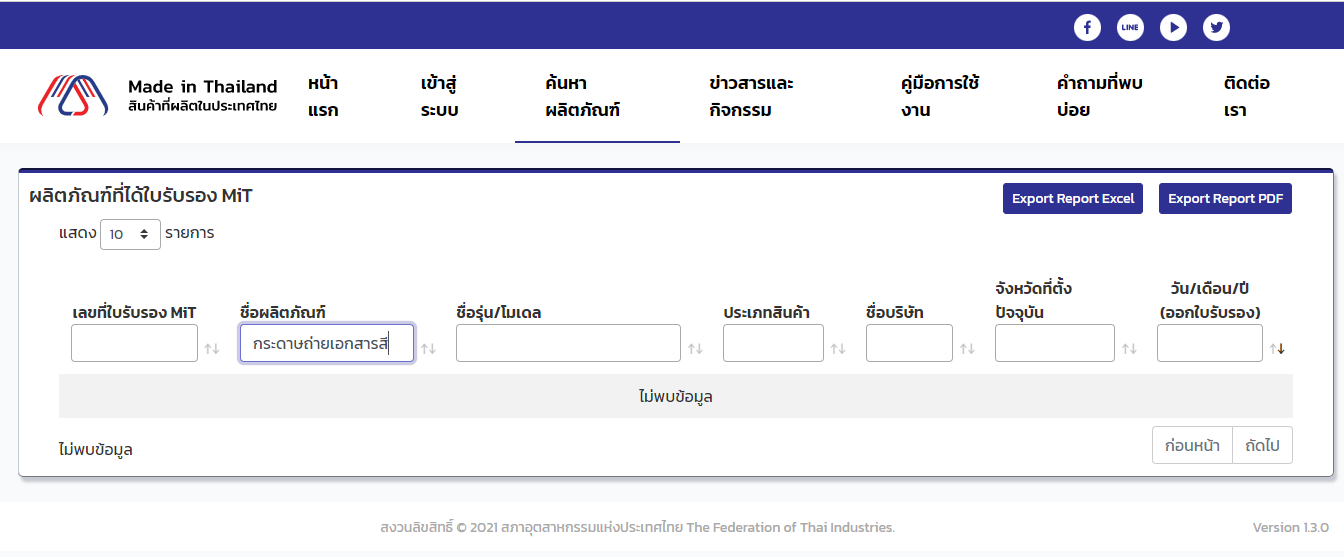 LINE
Made in Thailand
สินค้าที่ผลิตในประเทศไทย
หน้า
แรก
เข้าสู่
ระบบ
ค้นหา
ผลิตภัณฑ์
ข่าวสารและ
กิจกรรม
คู่มือการใช้
งาน
คำถามที่พบ
บ่อย
ติดต่อ
เรา
ผลิตภัณฑ์ที่ได้ใบรับรอง MiT
Export Report Excel
Export Report PDF
แสดง 10 รายการ
เลขที่ใบรับรอง MiT
ชื่อผลิตภัณฑ์
ชื่อรุ่น/โมเดล
ประเภทสินค้า
ชื่อบริษัท
จังหวัดที่ตั้ง
ปัจจุบัน
วัน/เดือน/ปี
(ออกใบรับรอง)
กระดาษถ่ายเอกสารสี
ไม่พบข้อมูล
ไม่พบข้อมูล
ก่อนหน้า
ถัดไป
สงวนลิขสิทธิ์ © 2021 สภาอุตสาหกรรมแห่งประเทศไทย The Federation of Thai Industries.
Version 1.3.0